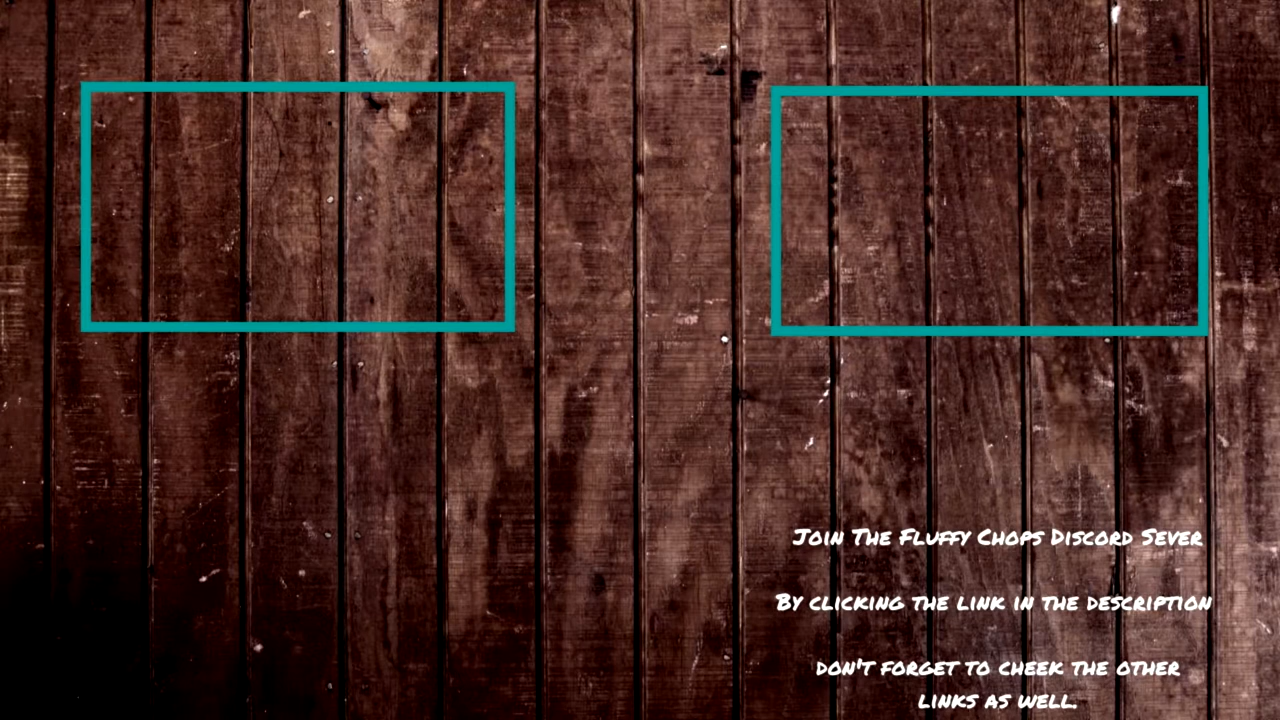 Join The Fluffy Chops Discord Sever
By clicking the link in the description
don't forget to cheek the other
links as well.